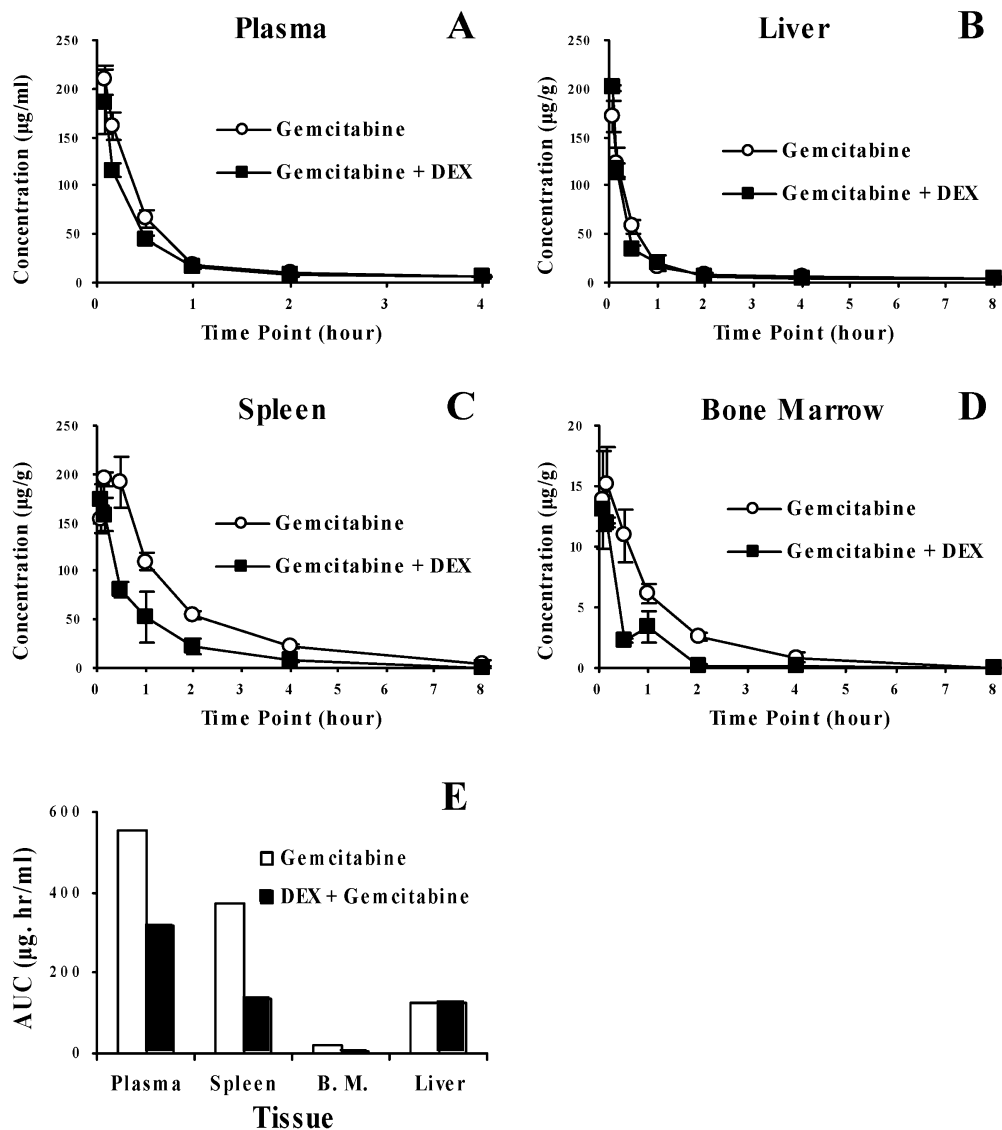 Plasma
A
Concentration (µg/ml)
250
200
150
100
50
0
Gemcitabine
Gemcitabine + DEX
0 1 2 3 4
Time Point (hour)
Liver
B
Concentration (µg/g)
250
200
150
100
50
0
Gemcitabine
Gemcitabine + DEX
0 1 2 3 4 5 6 7 8
Time Point (hour)
Spleen
C
Concentration (µg/g)
250
200
150
100
50
0
Gemcitabine
Gemcitabine + DEX
0 1 2 3 4 5 6 7 8
Time Point (hour)
Bone Marrow
D
Concentration (µg/g)
20
15
10
5
0
Gemcitabine
Gemcitabine + DEX
0 1 2 3 4 5 6 7 8
Time Point (hour)
E
AUC (µg. hr/ml)
600
400
200
0
Gemcitabine
DEX + Gemcitabine
Plasma Spleen B. M. Liver
Tissue